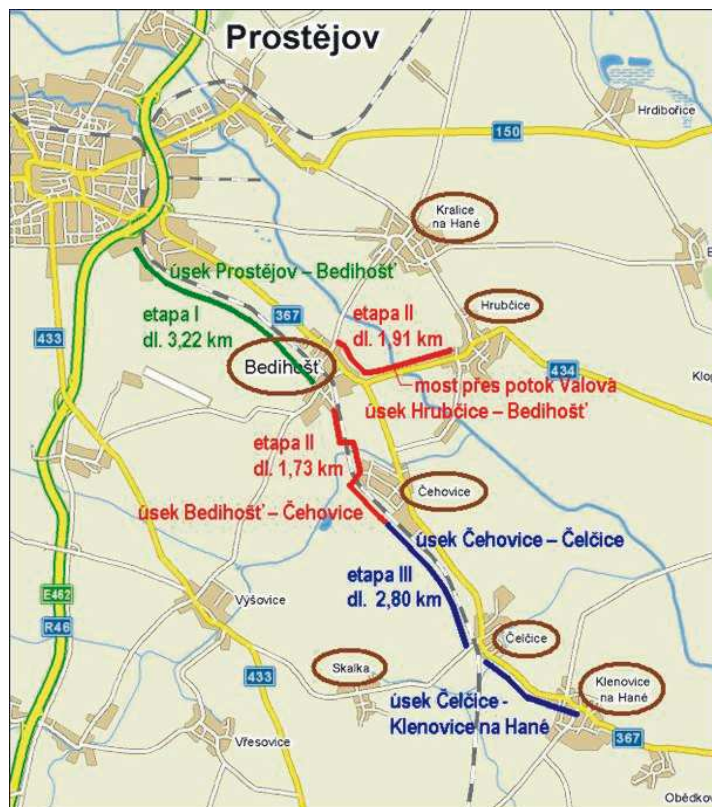 Prostějov
Hrdibořice
150
Kralice
na Hané
úsek Prostějov – Bedihošť
etapa I
dl. 3,22 km
367
etapa II
dl. 1,91 km
Hrubčice
433
Bedihošť
434
most přes potok Valová
úsek Hrubčice – Bedihošť
etapa II
dl. 1,73 km
Čehovice
úsek Bedihošť – Čehovice
úsek Čehovice – Čelčice
etapa III
dl. 2,80 km
E462
Výšovice
R46
Čelčice
Skalka
433
Klenovice
na Hané
úsek Čelčice -
Klenovice na Hané
Vřesovice
367